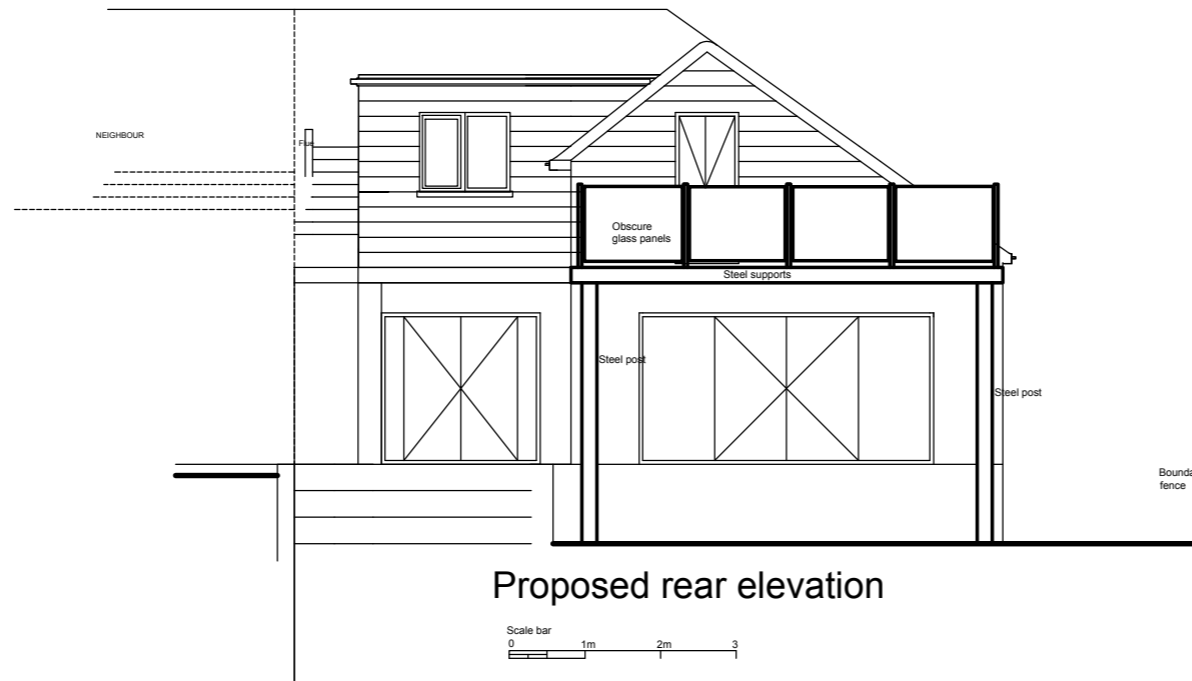 NEIGHBOUR
Flue
Obscure
glass panels
Steel supports
Steel post
Steel post
Bounda
fence
Proposed rear elevation
Scale bar
0 1m 2m 3